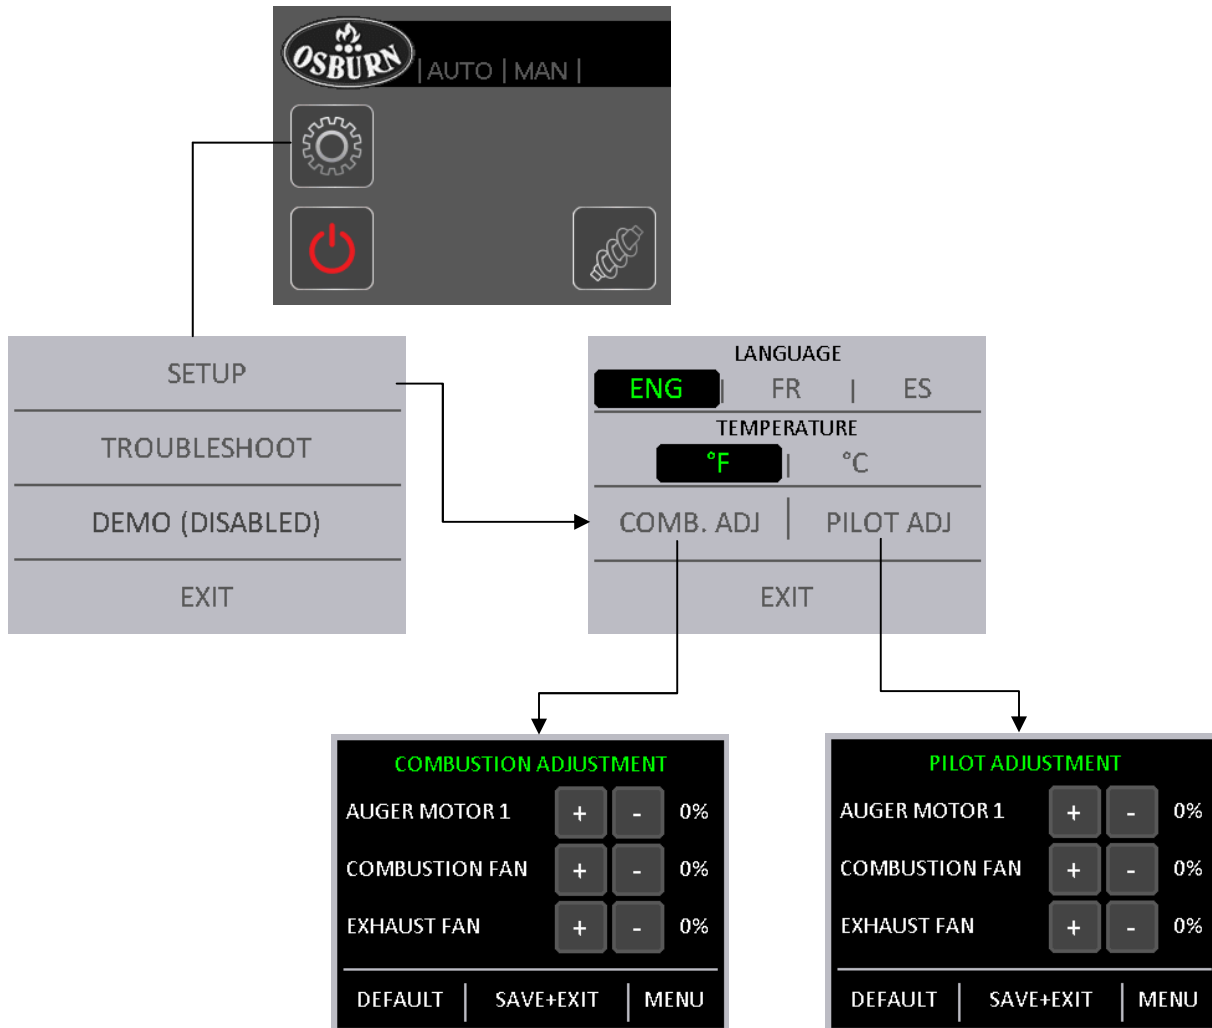 OSBURN
| AUTO | MAN |
SETUP
TROUBLESHOOT
DEMO (DISABLED)
EXIT
LANGUAGE
ENG | FR | ES
TEMPERATURE
°F | °C
COMB. ADJ | PILOT ADJ
EXIT
COMBUSTION ADJUSTMENT
AUGER MOTOR 1 + - 0%
COMBUSTION FAN + - 0%
EXHAUST FAN + - 0%
DEFAULT | SAVE+EXIT | MENU
PILOT ADJUSTMENT
AUGER MOTOR 1 + - 0%
COMBUSTION FAN + - 0%
EXHAUST FAN + - 0%
DEFAULT | SAVE+EXIT | MENU